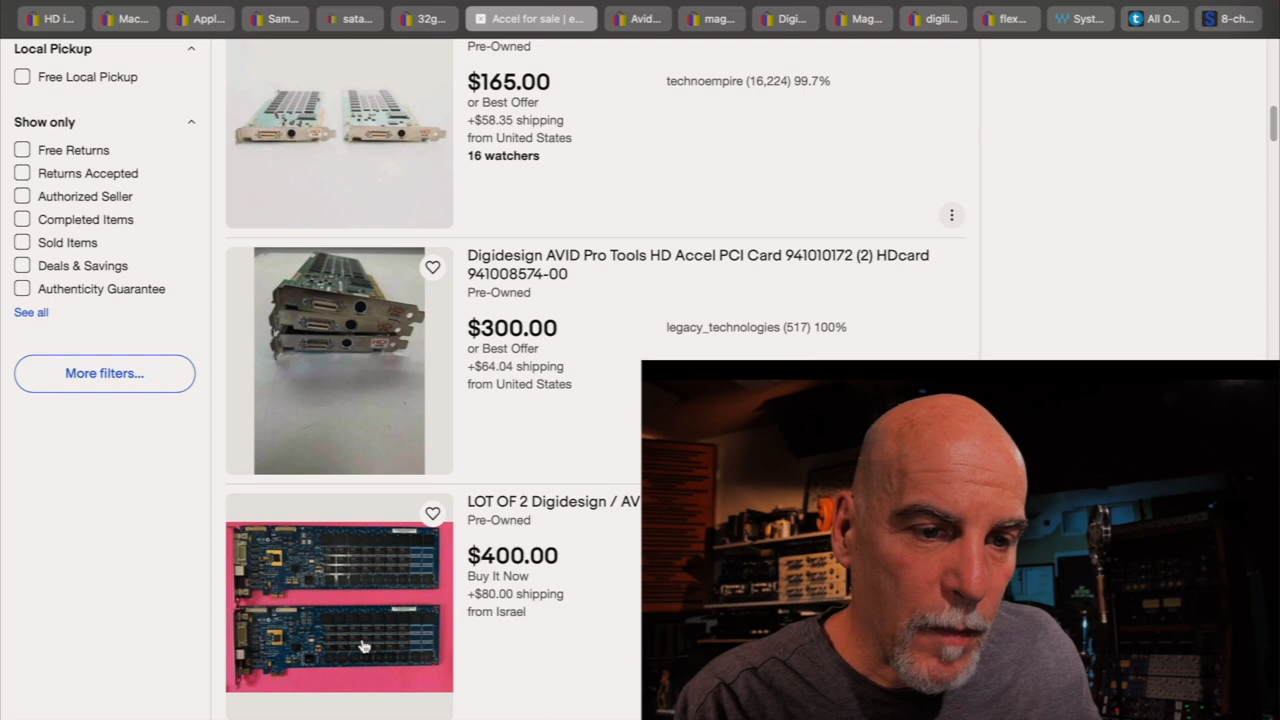 HD i...
Mac...
Appl...
Sam...
sata...
32g...
Accel for sale | e...
Avid...
mag...
Digi...
Mag...
digili...
flex...
Syst...
All O...
8-ch...
Local Pickup
Free Local Pickup
Show only
Free Returns
Returns Accepted
Authorized Seller
Completed Items
Sold Items
Deals & Savings
Authenticity Guarantee
See all
More filters...
Pre-Owned
$165.00
technoempire (16,224) 99.7%
or Best Offer
+$58.35 shipping
from United States
16 watchers
Digidesign AVID Pro Tools HD Accel PCI Card 941010172 (2) HDcard
941008574-00
Pre-Owned
$300.00
legacy_technologies (517) 100%
or Best Offer
+$64.04 shipping
from United States
LOT OF 2 Digidesign / AV
Pre-Owned
$400.00
Buy It Now
+$80.00 shipping
from Israel